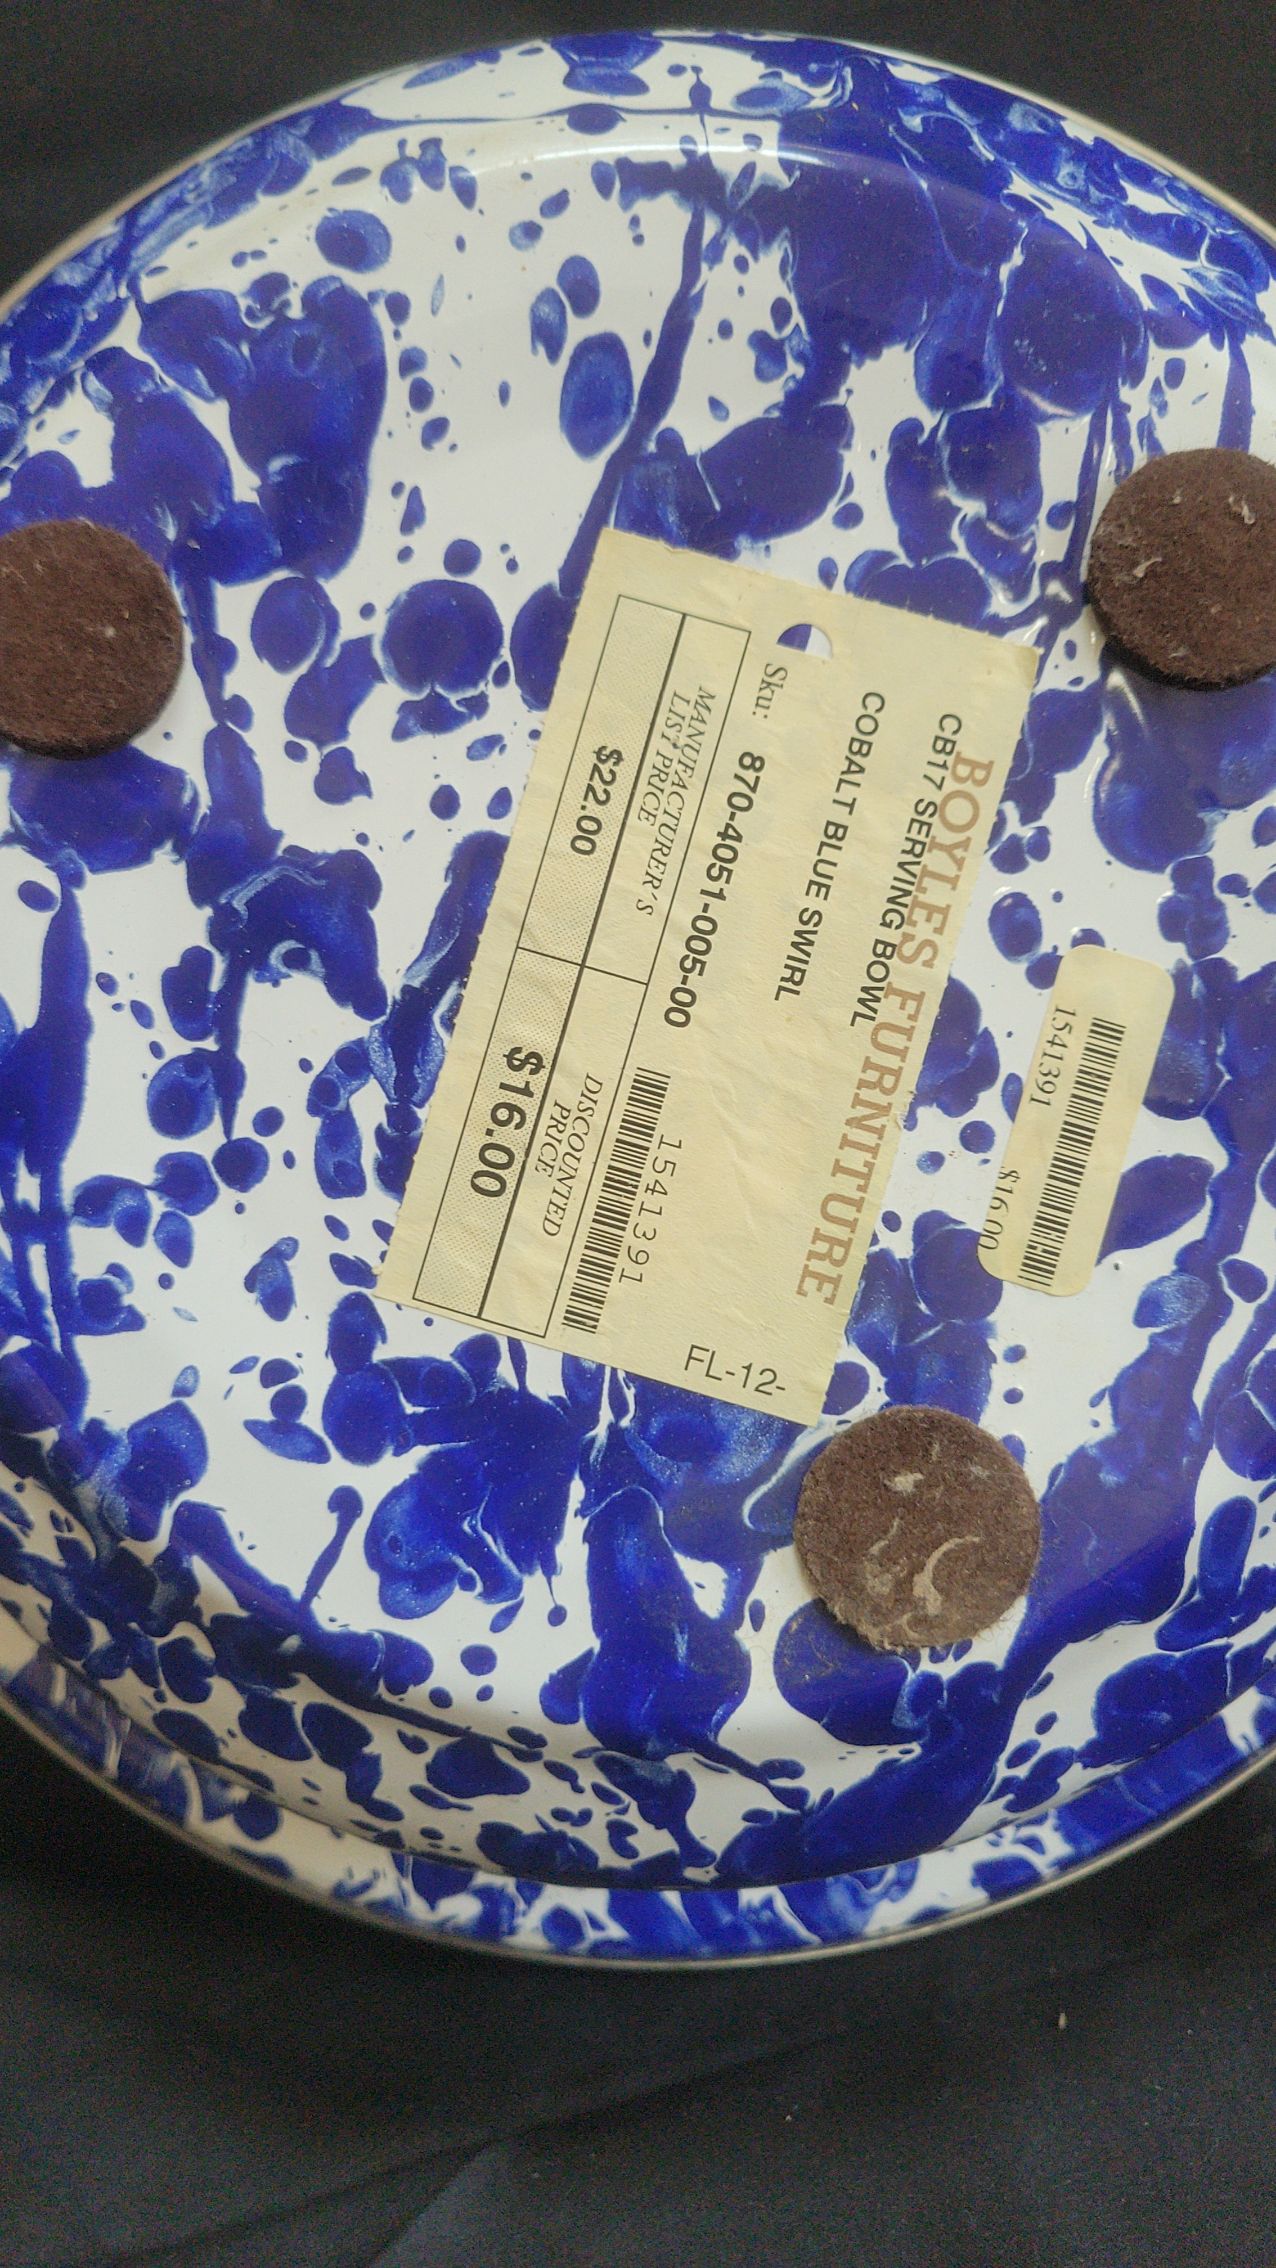 BOYLES FURNITURE
CB17 SERVING BOWL
COBALT BLUE SWIRL
Sku: 870-4051-005-00
1541391
MANUFACTURER'S
LIST PRICE
$22.00
DISCOUNTED
PRICE
$16.00
FL-12-
1541391
$16.00